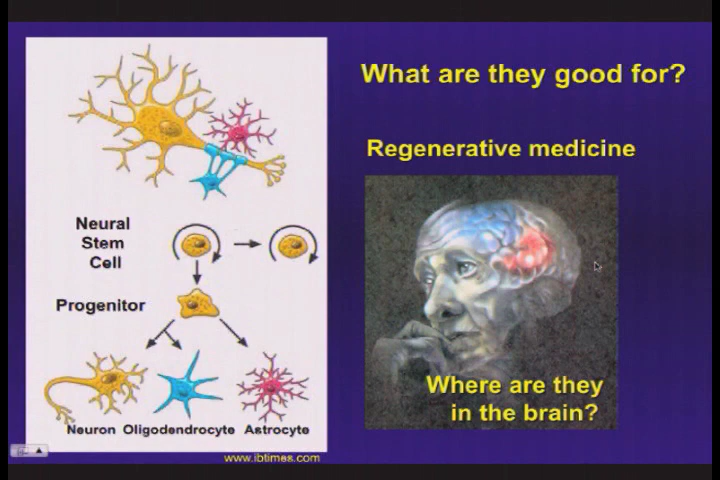 What are they good for?
Regenerative medicine
Neural
Stem
Cell
Progenitor
Neuron Oligodendrocyte Astrocyte
Where are they
in the brain?
www.ibtimes.com